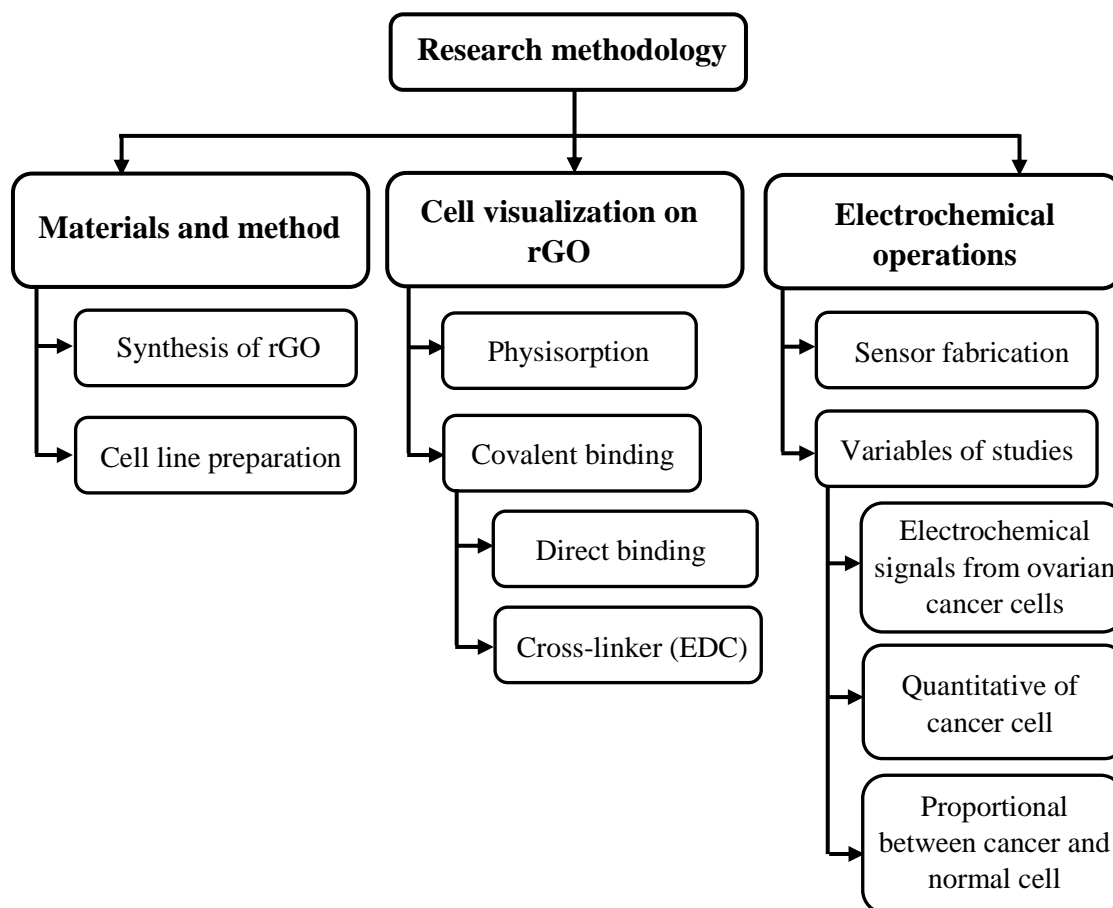 Research methodology
Materials and method
Synthesis of rGO
Cell line preparation
Cell visualization on
rGO
Physisorption
Covalent binding
Direct binding
Cross-linker (EDC)
Electrochemical
operations
Sensor fabrication
Variables of studies
Electrochemical
signals from ovarian
cancer cells
Quantitative of
cancer cell
Proportional
between cancer and
normal cell